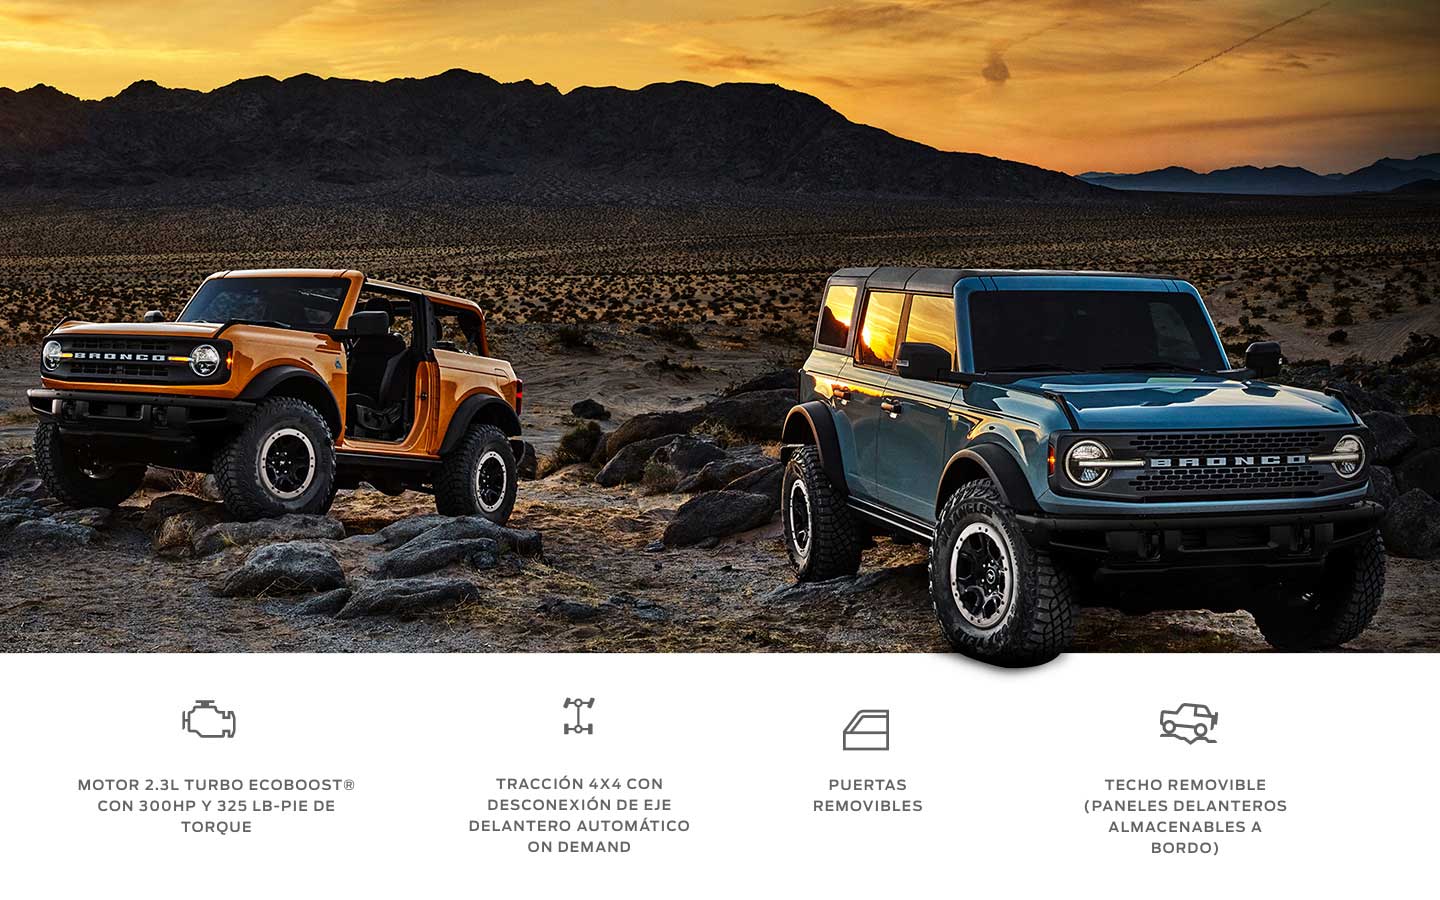 BRONCO
BRONCO
WRANGLER
MOTOR 2.3L TURBO ECOBOOST®
CON 300HP Y 325 LB-PIE DE
TORQUE
TRACCIÓN 4X4 CON
DESCONEXIÓN DE EJE
DELANTERO AUTOMÁTICO
ON DEMAND
PUERTAS
REMOVIBLES
TECHO REMOVIBLE
(PANELES DELANTEROS
ALMACENABLES A
BORDO)